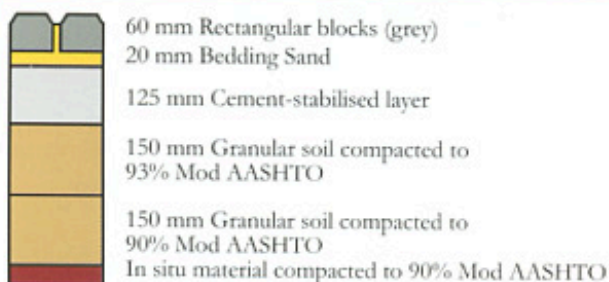 60 mm Rectangular blocks (grey)
20 mm Bedding Sand
125 mm Cement-stabilised layer
150 mm Granular soil compacted to
93% Mod AASHTO
150 mm Granular soil compacted to
90% Mod AASHTO
In situ material compacted to 90% Mod AASHTO